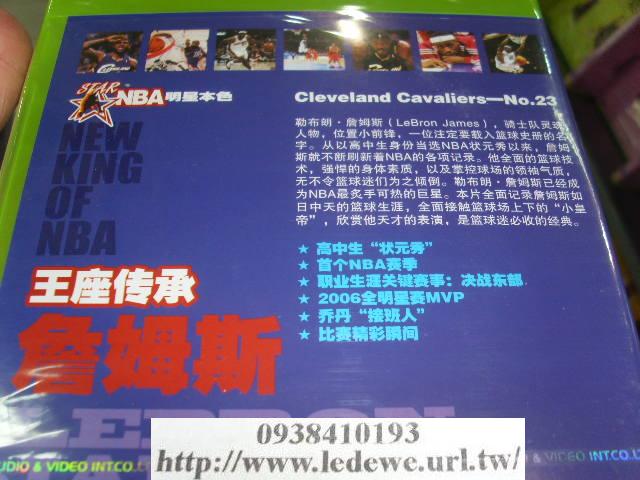 STAR NBA明星本色
Cleveland Cavaliers—No.23
NEW
KING
OF
NBA
勒布朗·詹姆斯（LeBron James），骑士队灵魂
人物，位置小前锋，一位注定要载入篮球史册的名
字。从以高中生身份当选NBA状元秀以来，詹姆
斯就不断刷新着NBA的各项记录。他全面的篮球技
术，强悍的身体素质，以及掌控球场的领袖气质，
无不令篮球迷们为之倾倒。勒布朗·詹姆斯已经成
为NBA最炙手可热的巨星。本片全面记录詹姆斯如
日中天的篮球生涯，全面接触篮球场上下的“小皇
帝”，欣赏他天才的表演，是篮球迷必收的经典。
★ 高中生“状元秀”
★ 首个NBA赛季
★ 职业生涯关键赛事：决战东部
★ 2006全明星赛MVP
★ 乔丹“接班人”
★ 比赛精彩瞬间
王座传承
詹姆斯
LEBRON
0938410193
http://www.ledewe.url.tw/
UDIO & VIDEO INT.CO.
& VIDEO INT.CO.L